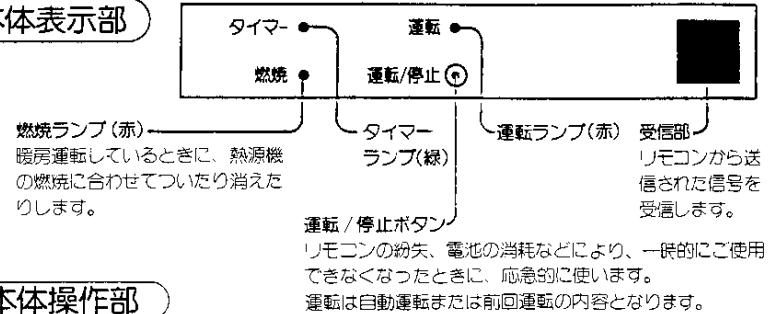 体表示部
タイマー 運転
燃焼 運転/停止
燃焼ランプ(赤)
暖房運転しているときに、熱源機
の燃焼に合わせてついたり消えた
りします。
タイマー
ランプ(緑)
運転ランプ(赤)
受信部
リモコンから送
信された信号を
受信します。
運転/停止ボタン
リモコンの紛失、電池の消耗などにより、一時的にご使用
できなくなったときに、応急的に使います。
運転は自動運転または前回運転の内容となります。
本体操作部